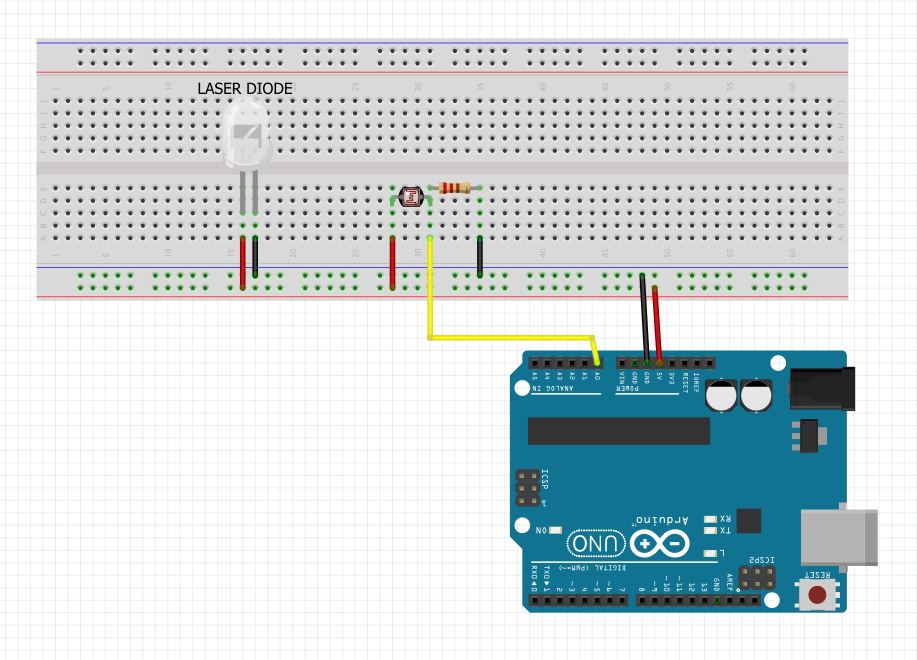 LASER DIODE
1 5 10 15 20 25 30 35 40 45 50 55 60
J
I
H
G
F
E
D
C
B
A
1 5 10 15 20 25 30 35 40 45 50 55 60
A5 A4 A3 A2 A1 A0 VIN GND GND 5V 3V3 RESET IOREF
ANALOG IN POWER
ICSP
1
ON
Arduino
TM
RX
TX
UNO
L
ICSP2
DIGITAL (PWM=~)
RESET
RX0 0 TX0 1 2 ~3 4 ~5 ~6 7 8 ~9 ~10 ~11 12 13 GND AREF